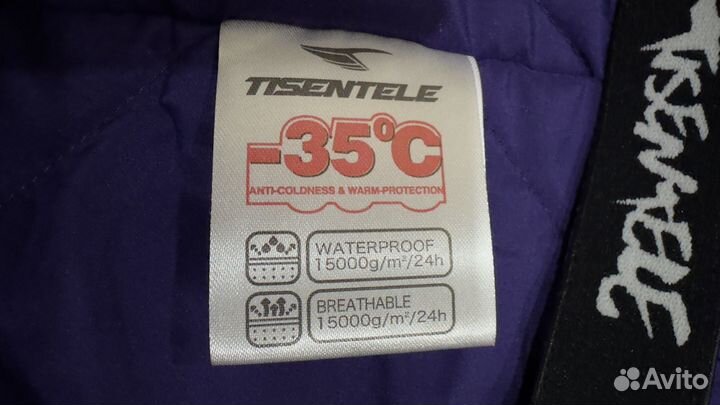 TISENTELE
-35°C
ANTI-COLDNESS & WARM-PROTECTION
WATERPROOF
15000g/m²/24h
BREATHABLE
15000g/m²/24h
TISENTELE
Avito